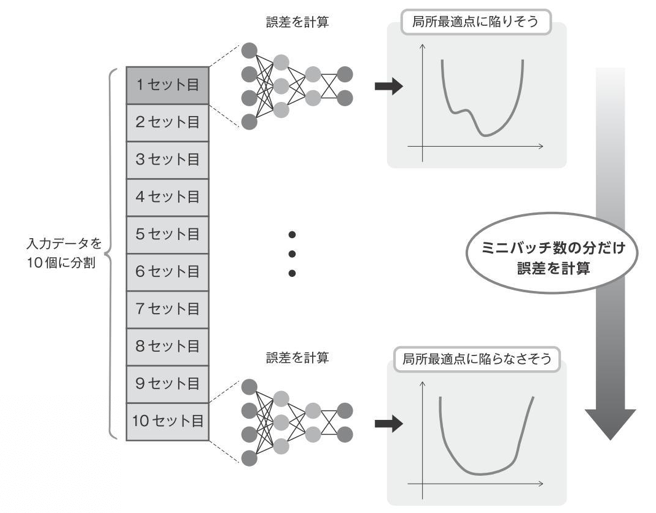 誤差を計算
局所最適点に陥りそう
1セット目
2セット目
3セット目
4セット目
5セット目
6セット目
7セット目
8セット目
9セット目
10セット目
入力データを
10個に分割
ミニバッチ数の分だけ
誤差を計算
誤差を計算
局所最適点に陥らなさそう